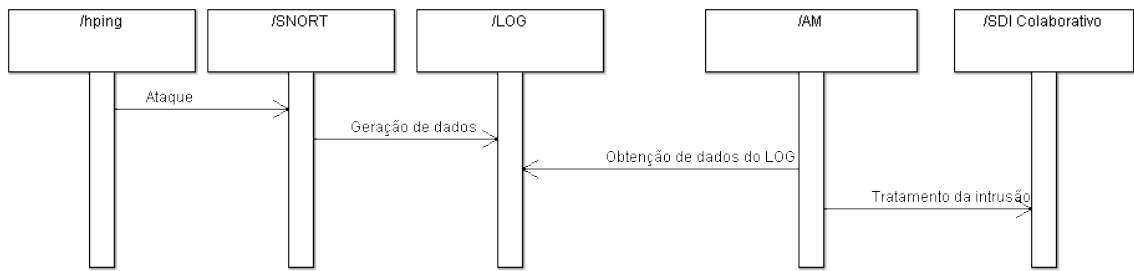 /hping
/SNORT
/LOG
/AM
/SDI Colaborativo
Ataque
Geração de dados
Obtenção de dados do LOG
Tratamento da intrusão